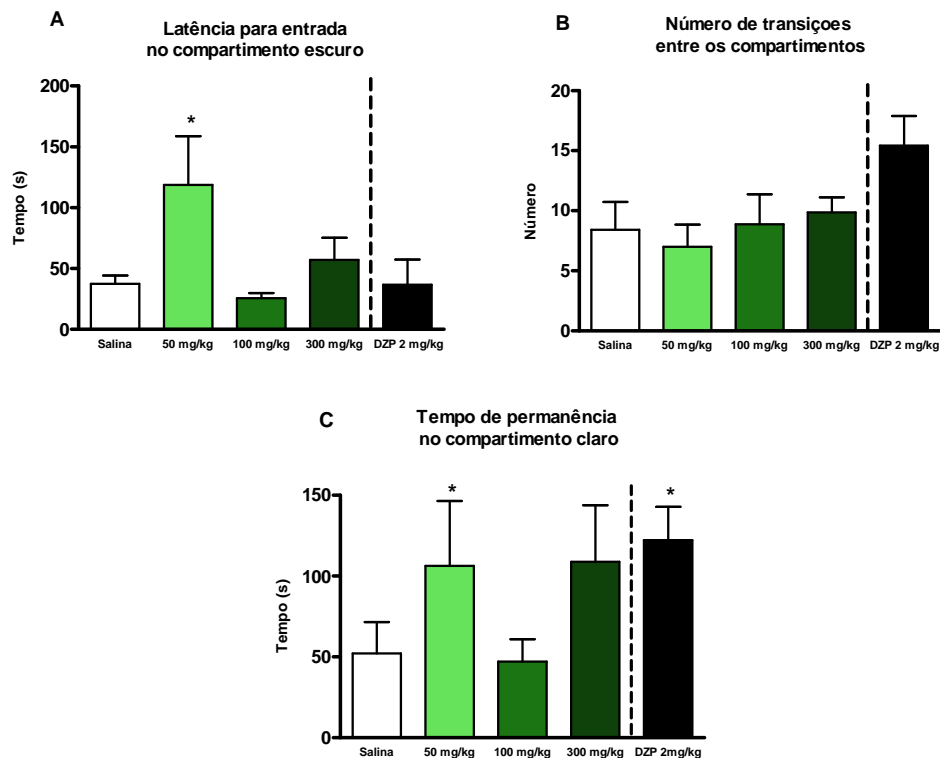 A
Latência para entrada
no compartimento escuro
Tempo (s)
200
150
100
50
0
*
Salina 50 mg/kg 100 mg/kg 300 mg/kg DZP 2 mg/kg
B
Número de transiçoes
entre os compartimentos
Número
20
15
10
5
0
Salina 50 mg/kg 100 mg/kg 300 mg/kg DZP 2 mg/kg
C
Tempo de permanência
no compartimento claro
Tempo (s)
150
100
50
0
* *
Salina 50 mg/kg 100 mg/kg 300 mg/kg DZP 2mg/kg